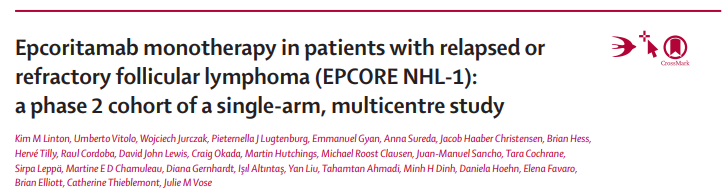 Epcoritamab monotherapy in patients with relapsed or
refractory follicular lymphoma (EPCORE NHL-1):
a phase 2 cohort of a single-arm, multicentre study
CrossMark
Kim M Linton, Umberto Vitolo, Wojciech Jurczak, Pieternella J Lugtenburg, Emmanuel Gyan, Anna Sureda, Jacob Haaber Christensen, Brian Hess,
Hervé Tilly, Raul Cordoba, David John Lewis, Craig Okada, Martin Hutchings, Michael Roost Clausen, Juan-Manuel Sancho, Tara Cochrane,
Sirpa Leppä, Martine E D Chamuleau, Diana Gernhardt, Işıl Altıntaş, Yan Liu, Tahamtan Ahmadi, Minh H Dinh, Daniela Hoehn, Elena Favaro,
Brian Elliott, Catherine Thieblemont, Julie M Vose